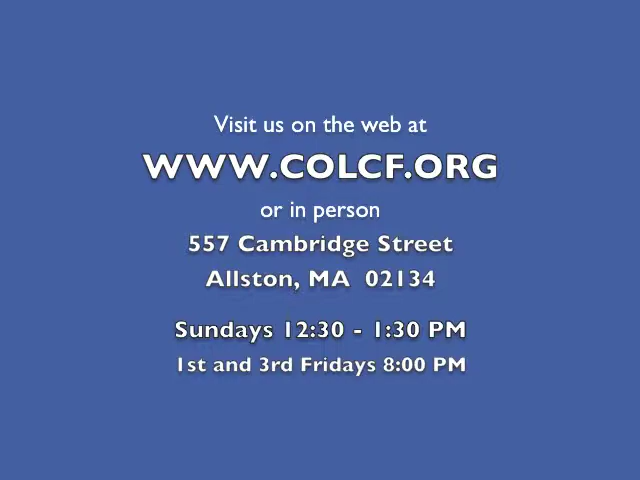 Visit us on the web at
WWW.COLCF.ORG
or in person
557 Cambridge Street
Allston, MA  02134
Sundays 12:30 - 1:30 PM
1st and 3rd Fridays 8:00 PM